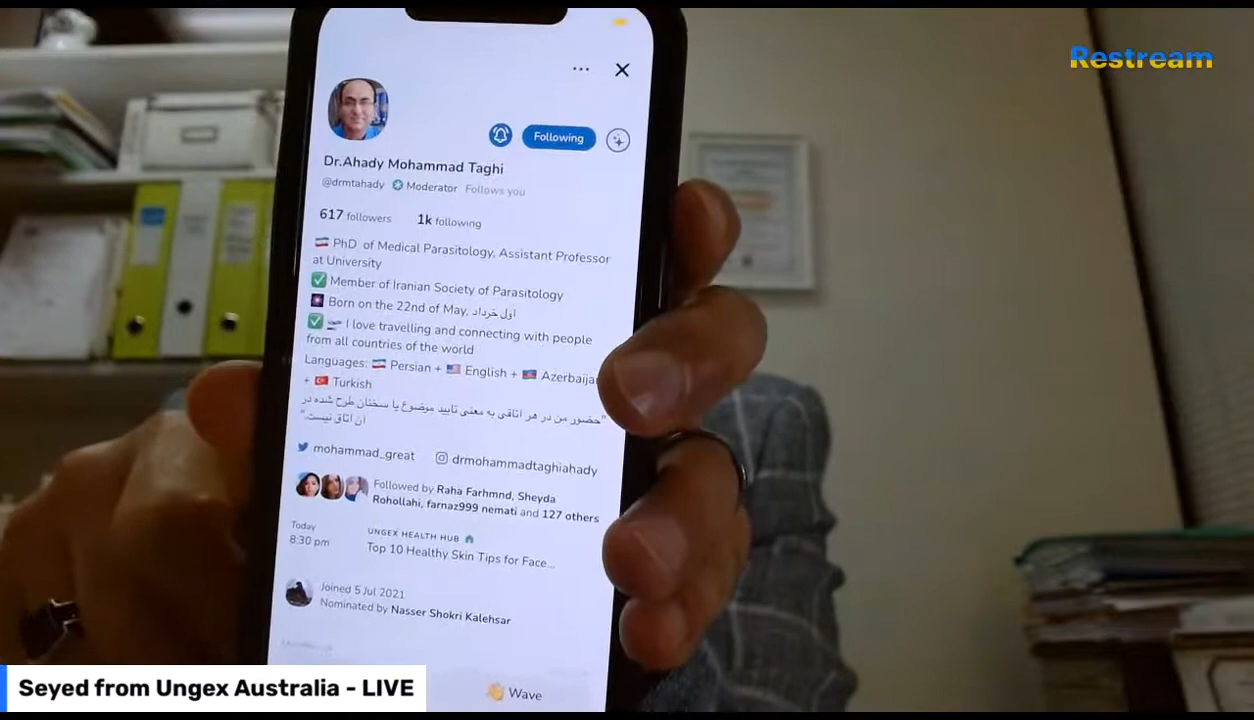 Restream
Following
Dr.Ahady Mohammad Taghi
@drmtahady Moderator Follows you
617 followers 1k following
🇮🇷 PhD of Medical Parasitology, Assistant Professor
at University
✅ Member of Iranian Society of Parasitology
Born on the 22nd of May, اول خرداد
✅ I love travelling and connecting with people
from all countries of the world
Languages: 🇮🇷 Persian + 🇺🇸 English + 🇦🇿 Azerbaijan
+ 🇹🇷 Turkish
"حضور من در هر اتاقی به معنی تایید موضوع یا سخنان طرح شده در
آن اتاق نیست."
mohammad_great drmohammadtaghiahady
Followed by Raha Farhmnd, Sheyda
Rohollahi, farnaz999 nemati and 127 others
Today
8:30 pm
UNGEX HEALTH HUB
Top 10 Healthy Skin Tips for Face...
Joined 5 Jul 2021
Nominated by Nasser Shokri Kalehsar
👋 Wave
Seyed from Ungex Australia - LIVE